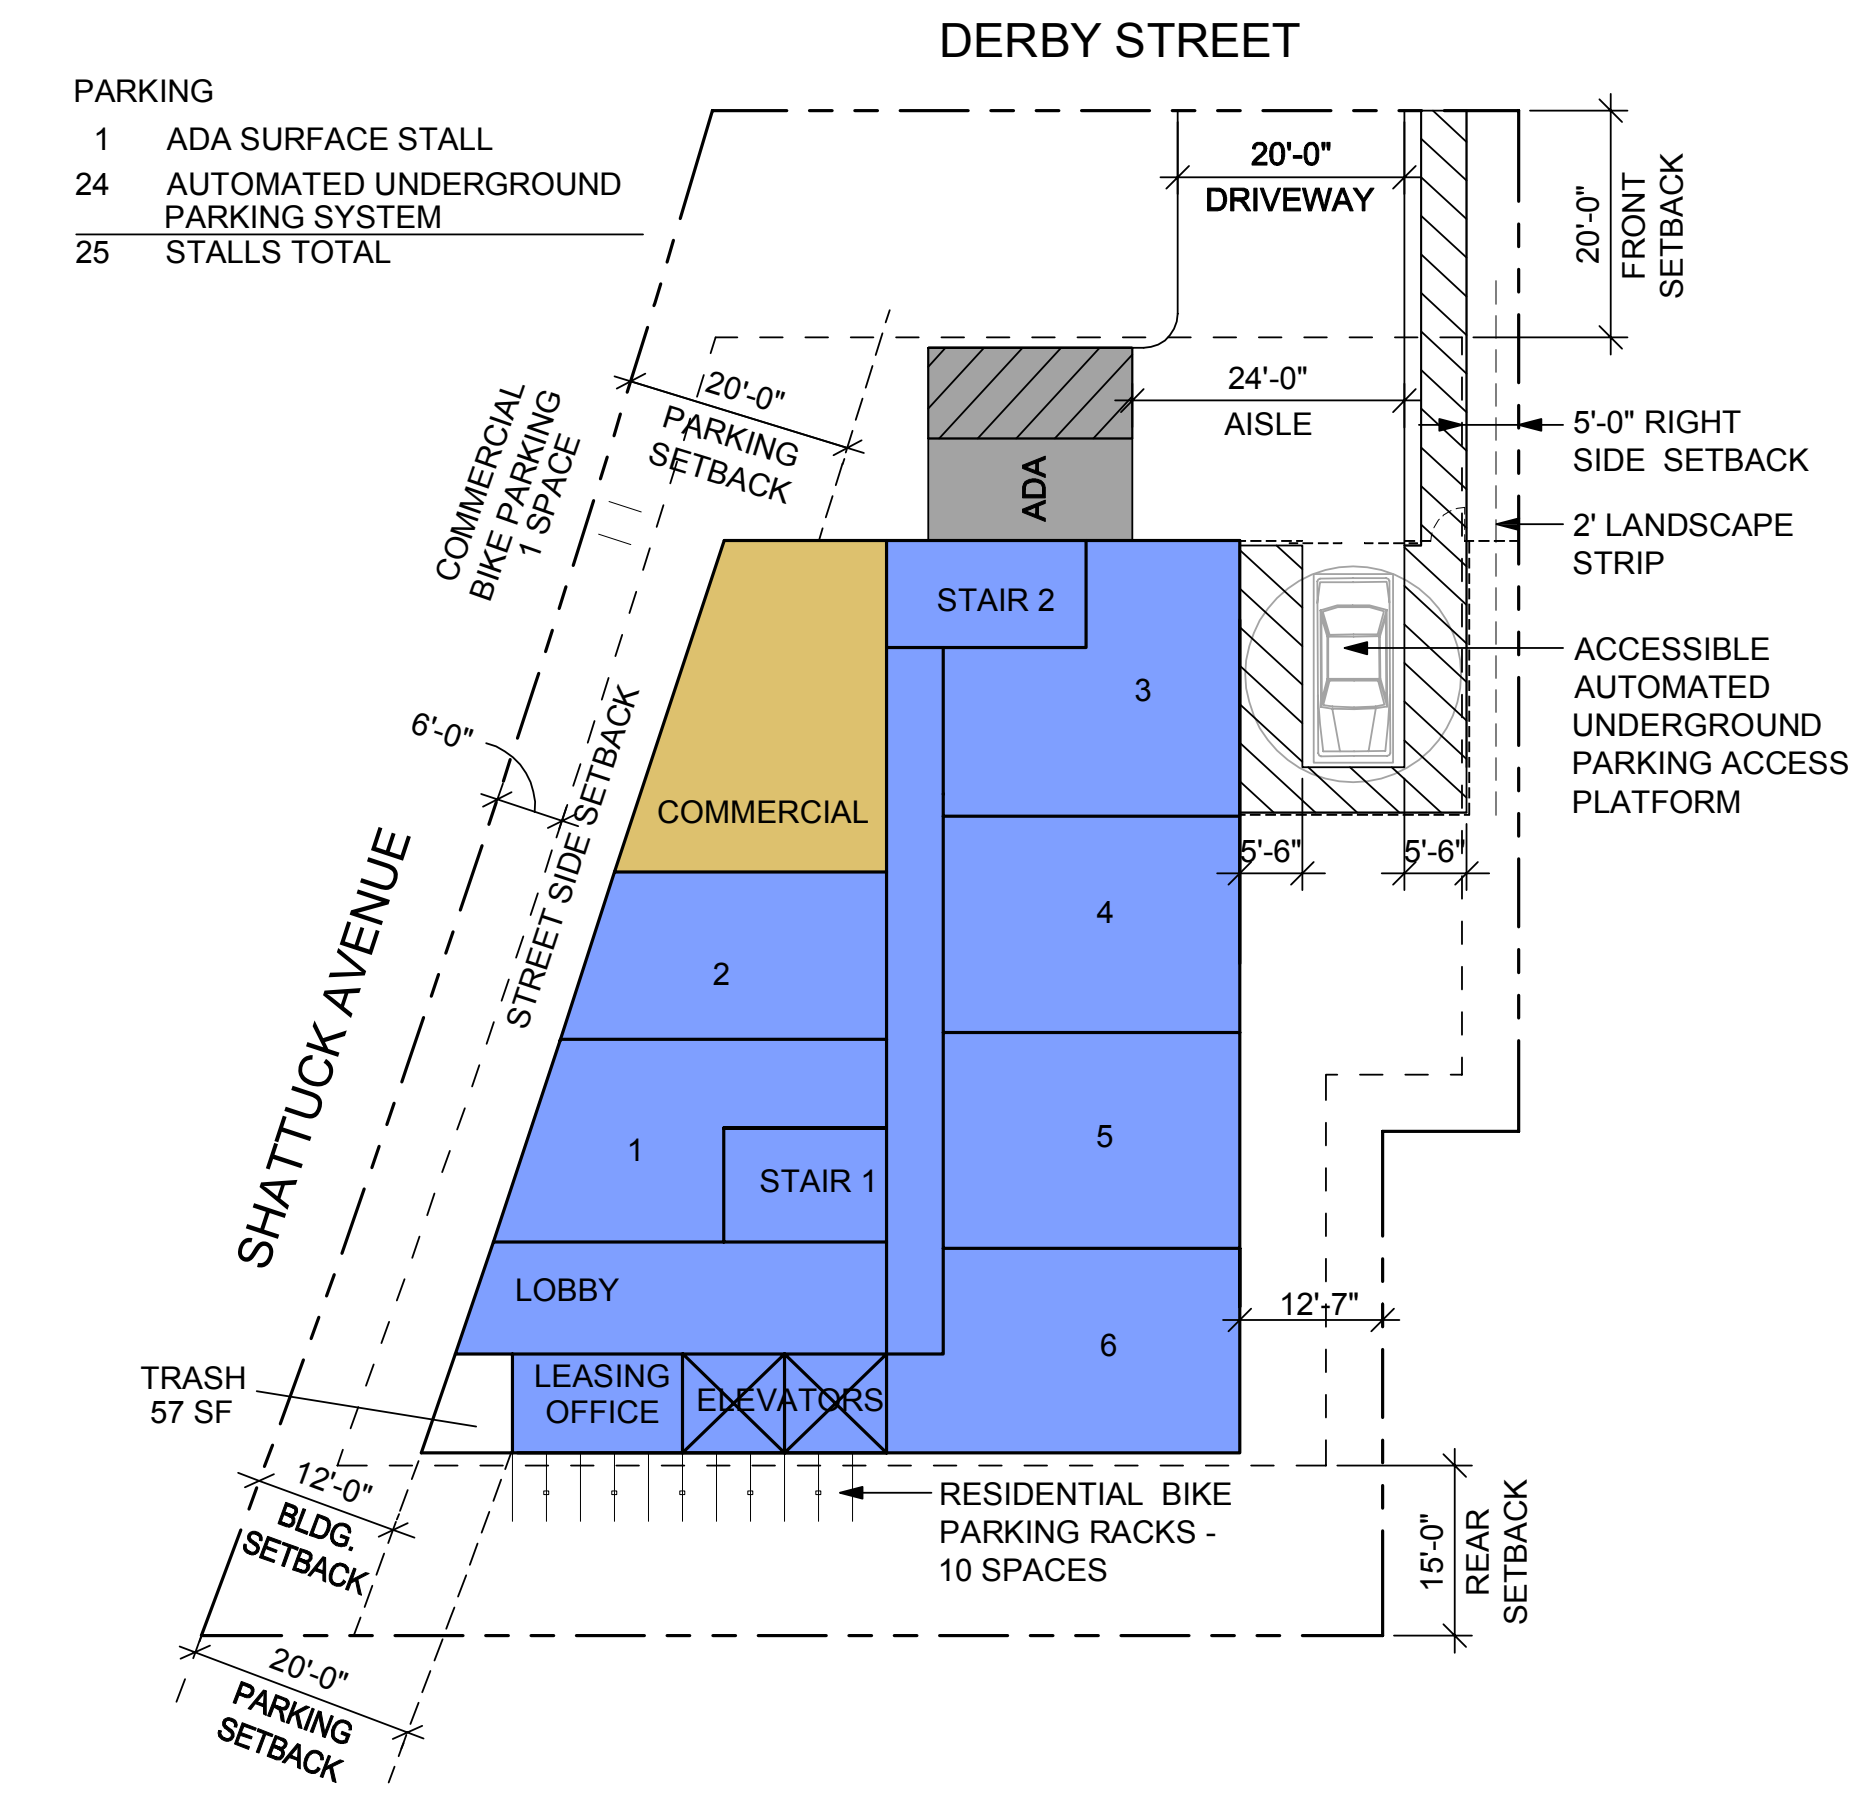 DERBY STREET
PARKING
1 ADA SURFACE STALL
24 AUTOMATED UNDERGROUND
PARKING SYSTEM
25 STALLS TOTAL
20'-0"
DRIVEWAY
20'-0"
FRONT
SETBACK
20'-0"
PARKING
SETBACK
24'-0"
AISLE
5'-0" RIGHT
SIDE SETBACK
COMMERCIAL
BIKE PARKING
1 SPACE
ADA
2' LANDSCAPE
STRIP
STAIR 2
ACCESSIBLE
AUTOMATED
UNDERGROUND
PARKING ACCESS
PLATFORM
3
6'-0"
STREET SIDE SETBACK
COMMERCIAL
5'-6"
5'-6"
SHATTUCK AVENUE
4
2
5
1
STAIR 1
LOBBY
12'-7"
6
TRASH
57 SF
LEASING
OFFICE
ELEVATORS
12'-0"
BLDG.
SETBACK
RESIDENTIAL BIKE
PARKING RACKS -
10 SPACES
15'-0"
REAR
SETBACK
20'-0"
PARKING
SETBACK